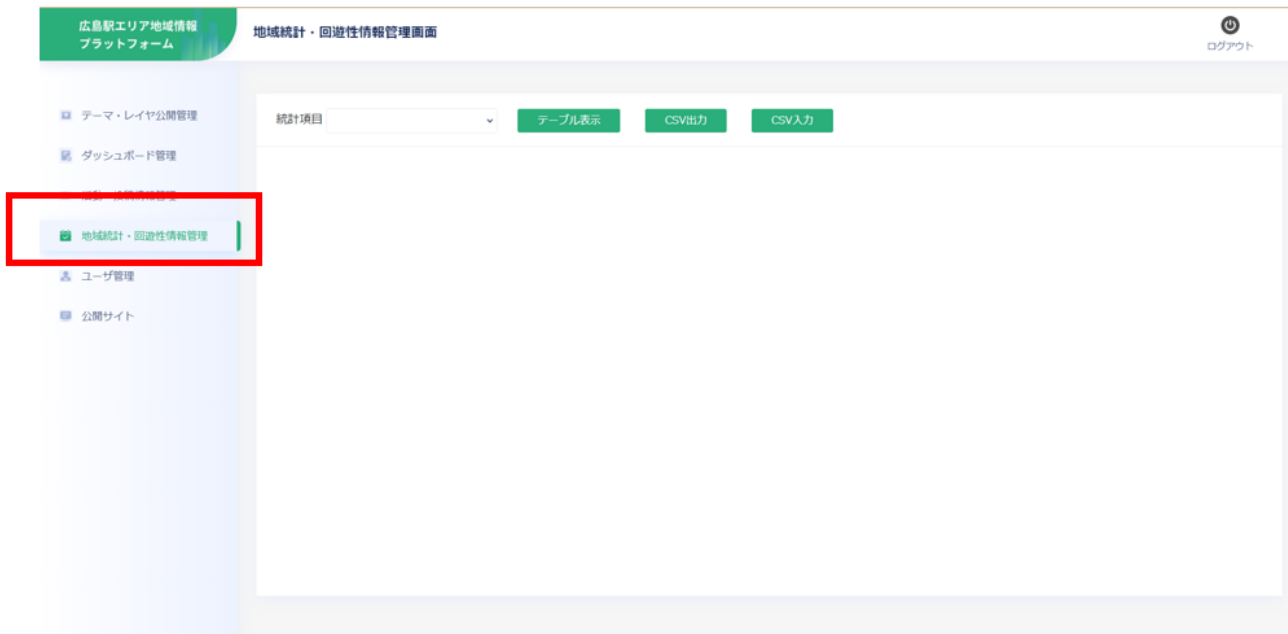 広島駅エリア地域情報
プラットフォーム
地域統計・回遊性情報管理画面
ログアウト
テーマ・レイヤ公開管理
統計項目
テーブル表示
CSV出力
CSV入力
ダッシュボード管理
地域統計・回遊性情報管理
ユーザ管理
公開サイト